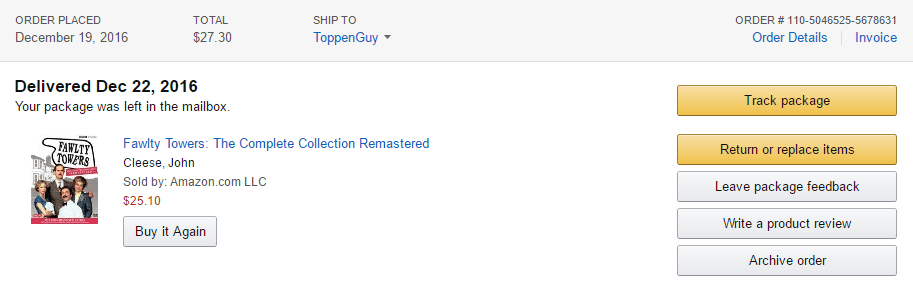 ORDER PLACED
December 19, 2016
TOTAL
$27.30
SHIP TO
ToppenGuy
ORDER # 110-5046525-5678631
Order Details
Invoice
Delivered Dec 22, 2016
Your package was left in the mailbox.
FAWLTY
TOWERS
Fawlty Towers: The Complete Collection Remastered
Cleese, John
Sold by: Amazon.com LLC
$25.10
Buy it Again
Track package
Return or replace items
Leave package feedback
Write a product review
Archive order